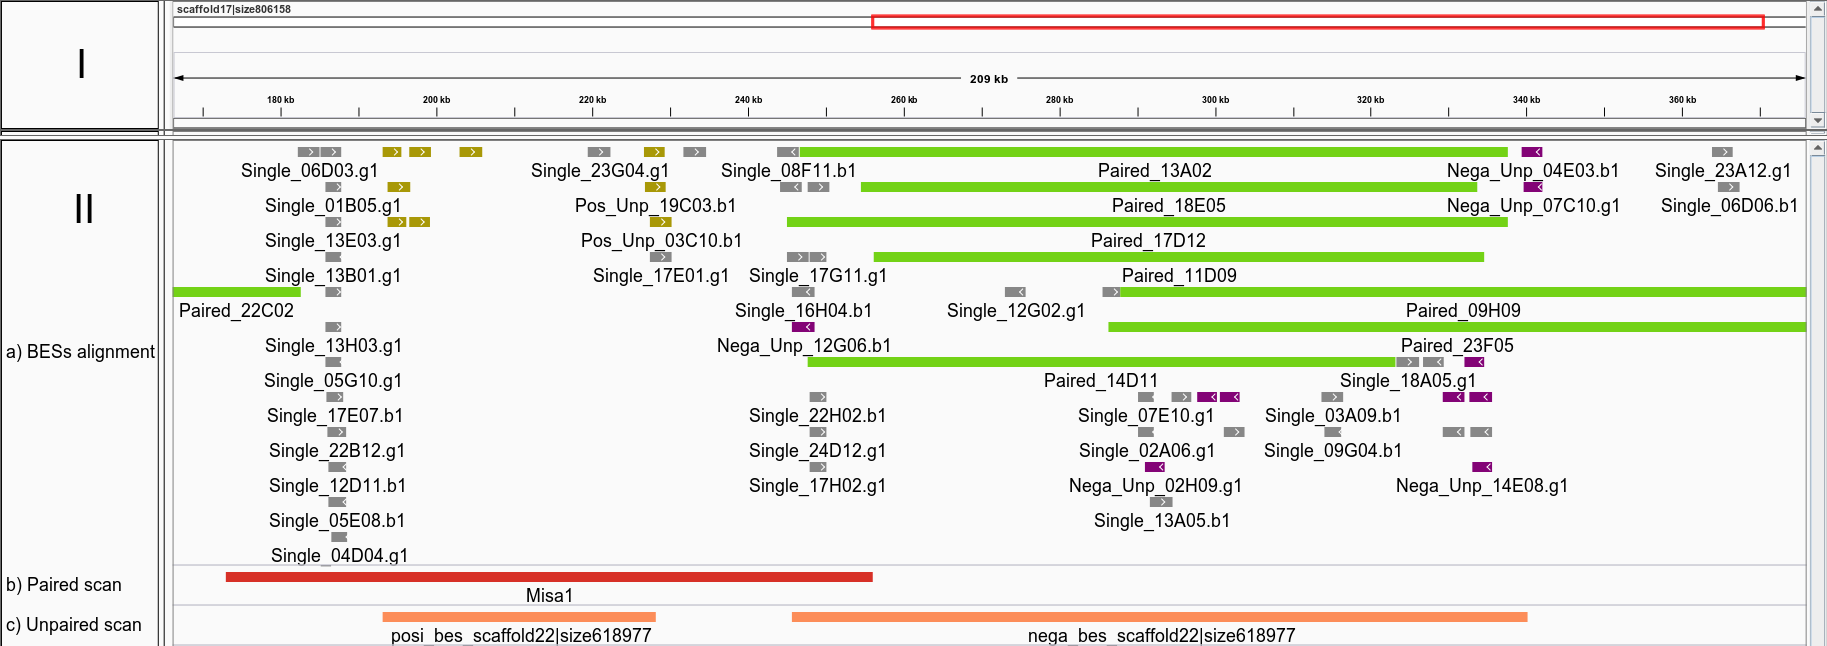 scaffold17|size806158
I
209 kb
180 kb 200 kb 220 kb 240 kb 260 kb 280 kb 300 kb 320 kb 340 kb 360 kb
II
Single_06D03.g1 Single_23G04.g1 Single_08F11.b1 Paired_13A02 Nega_Unp_04E03.b1 Single_23A12.g1
Single_01B05.g1 Pos_Unp_19C03.b1 Paired_18E05 Nega_Unp_07C10.g1 Single_06D06.b1
Single_13E03.g1 Pos_Unp_03C10.b1 Paired_17D12
Single_13B01.g1 Single_17E01.g1 Single_17G11.g1 Paired_11D09
Paired_22C02 Single_16H04.b1 Single_12G02.g1 Paired_09H09
a) BESs alignment Single_13H03.g1 Nega_Unp_12G06.b1 Paired_23F05
Single_05G10.g1 Paired_14D11 Single_18A05.g1
Single_17E07.b1 Single_22H02.b1 Single_07E10.g1 Single_03A09.b1
Single_22B12.g1 Single_24D12.g1 Single_02A06.g1 Single_09G04.b1
Single_12D11.b1 Single_17H02.g1 Nega_Unp_02H09.g1 Nega_Unp_14E08.g1
Single_05E08.b1 Single_13A05.b1
Single_04D04.g1
b) Paired scan Misa1
c) Unpaired scan posi_bes_scaffold22|size618977 nega_bes_scaffold22|size618977